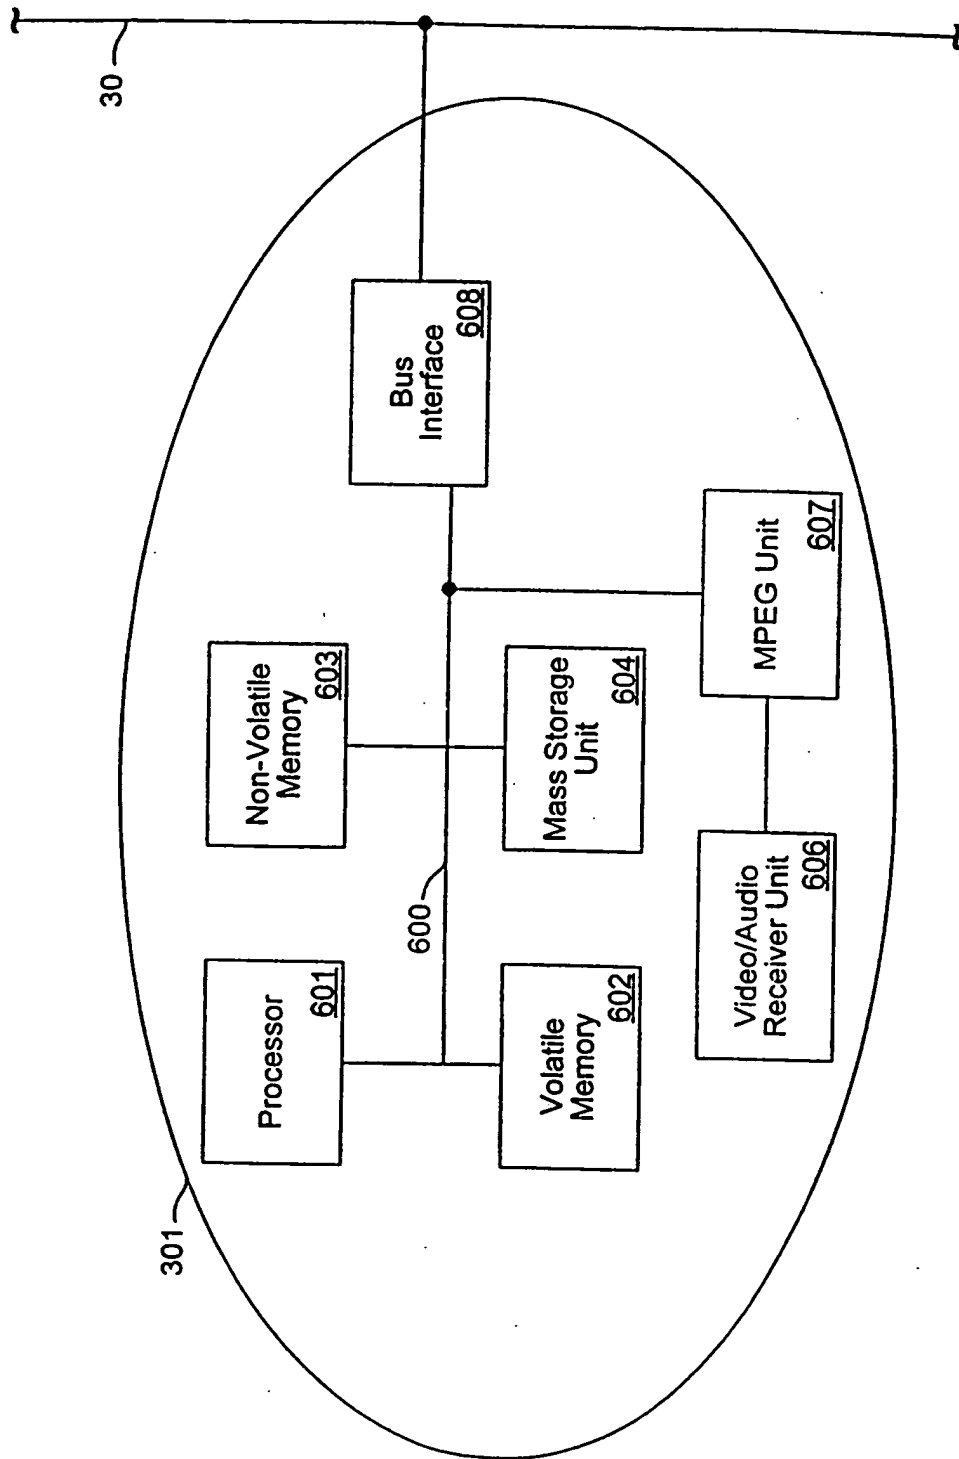 30
301
Processor
601
Non-Volatile
Memory
603
Bus
Interface
608
600
Volatile
Memory
602
Mass Storage
Unit
604
Video/Audio
Receiver Unit
606
MPEG Unit
607